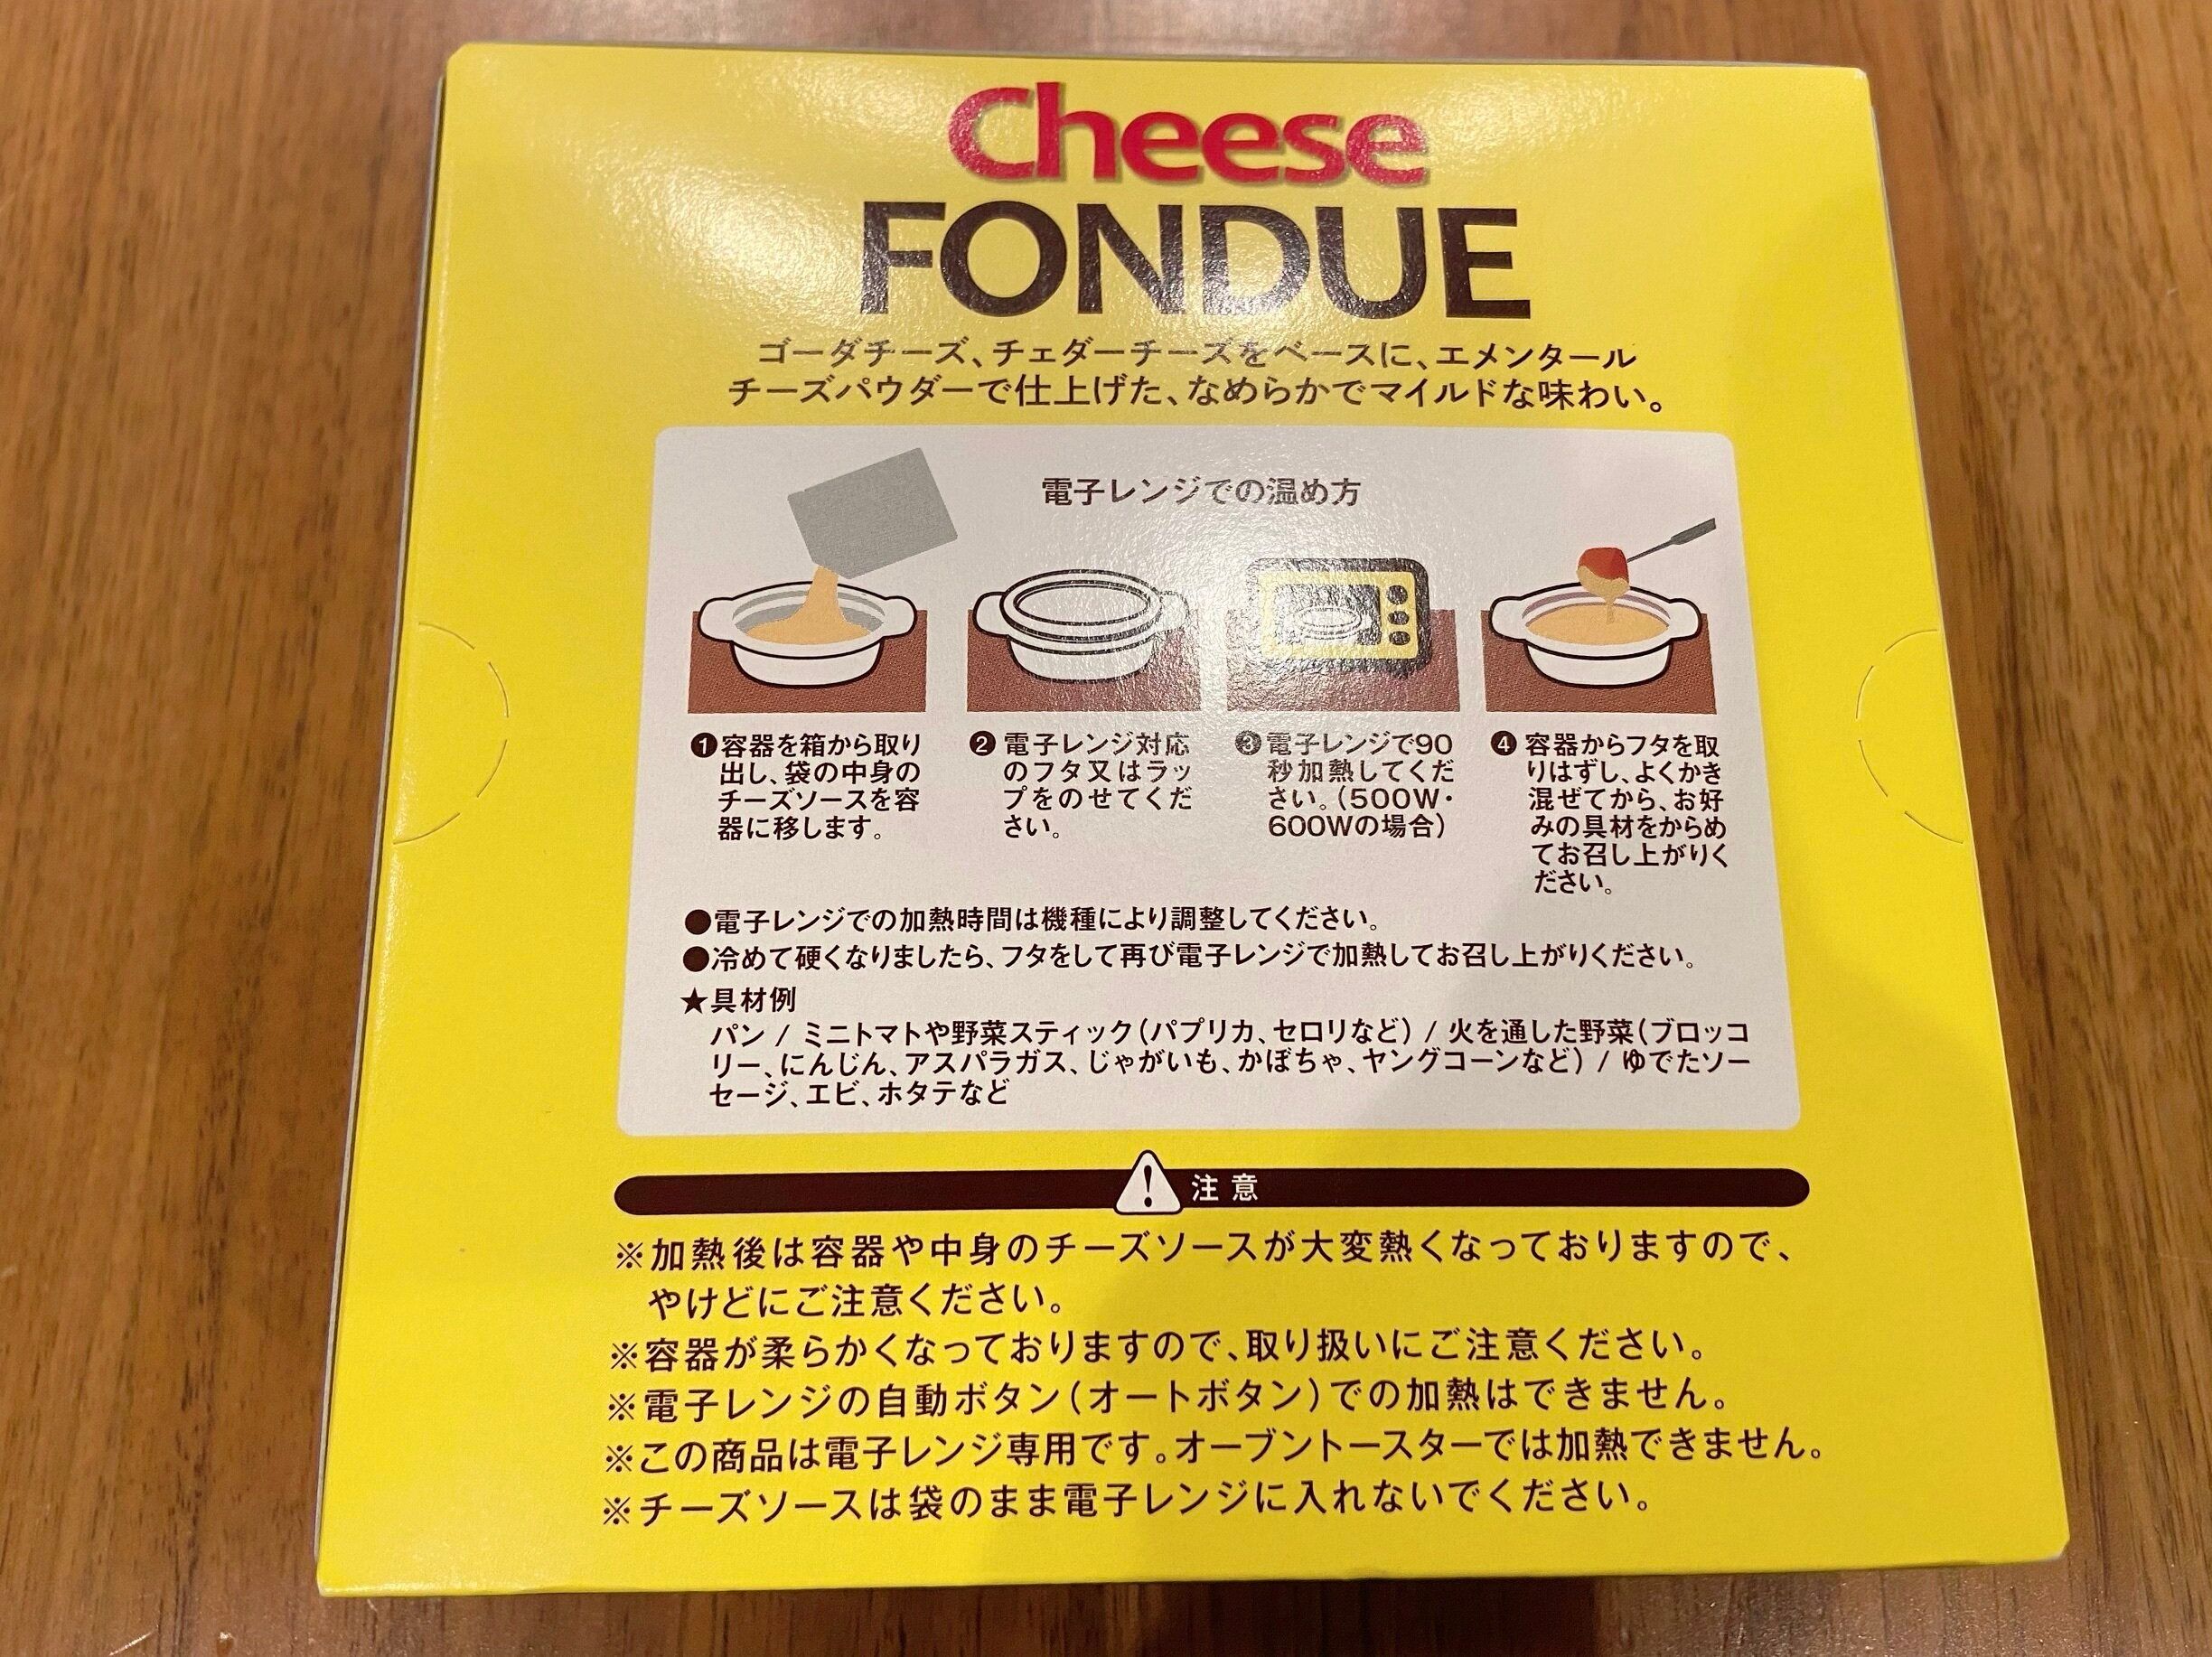 Cheese
FONDUE
ゴーダチーズ、チェダーチーズをベースに、エメンタール
チーズパウダーで仕上げた、なめらかでマイルドな味わい。
電子レンジでの温め方
❶容器を箱から取り
出し、袋の中身の
チーズソースを容
器に移します。
❷電子レンジ対応
のフタ又はラッ
プをのせてくだ
さい。
❸電子レンジで90
秒加熱してくだ
さい。(500W・
600Wの場合)
❹容器からフタを取
りはずし、よくかき
混ぜてから、お好
みの具材をからめ
てお召し上がりく
ださい。
●電子レンジでの加熱時間は機種により調整してください。
●冷めて硬くなりましたら、フタをして再び電子レンジで加熱してお召し上がりください。
★具材例
パン / ミニトマトや野菜スティック(パプリカ、セロリなど) / 火を通した野菜(ブロッコ
リー、にんじん、アスパラガス、じゃがいも、かぼちゃ、ヤングコーンなど) / ゆでたソー
セージ、エビ、ホタテなど
注意
※加熱後は容器や中身のチーズソースが大変熱くなっておりますので、
やけどにご注意ください。
※容器が柔らかくなっておりますので、取り扱いにご注意ください。
※電子レンジの自動ボタン(オートボタン)での加熱はできません。
※この商品は電子レンジ専用です。オーブントースターでは加熱できません。
※チーズソースは袋のまま電子レンジに入れないでください。